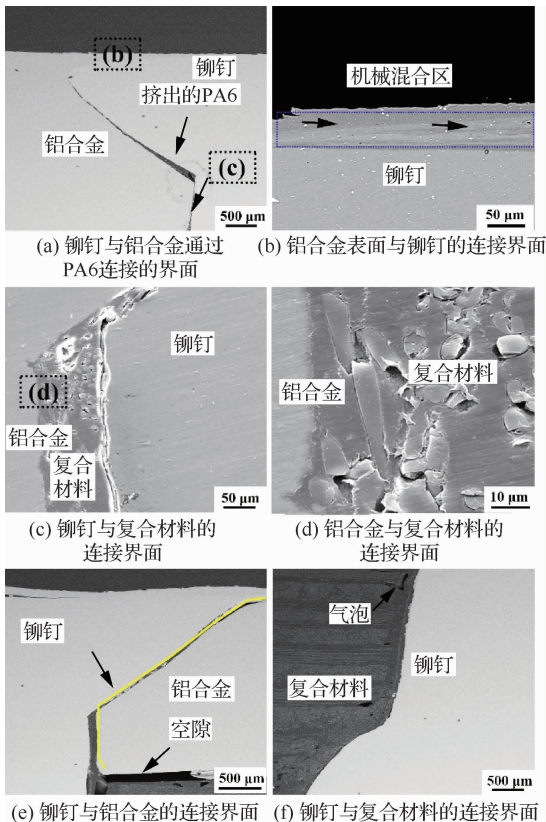 (b)
铆钉
挤出的PA6
铝合金
(c)
500 μm
(a) 铆钉与铝合金通过
PA6连接的界面
机械混合区
铆钉
50 μm
(b) 铝合金表面与铆钉的连接界面
铆钉
(d)
铝合金
复合
材料
50 μm
(c) 铆钉与复合材料的
连接界面
复合材料
铝合金
10 μm
(d) 铝合金与复合材料的
连接界面
铆钉
铝合金
空隙
500 μm
(e) 铆钉与铝合金的连接界面
气泡
铆钉
复合材料
500 μm
(f) 铆钉与复合材料的连接界面